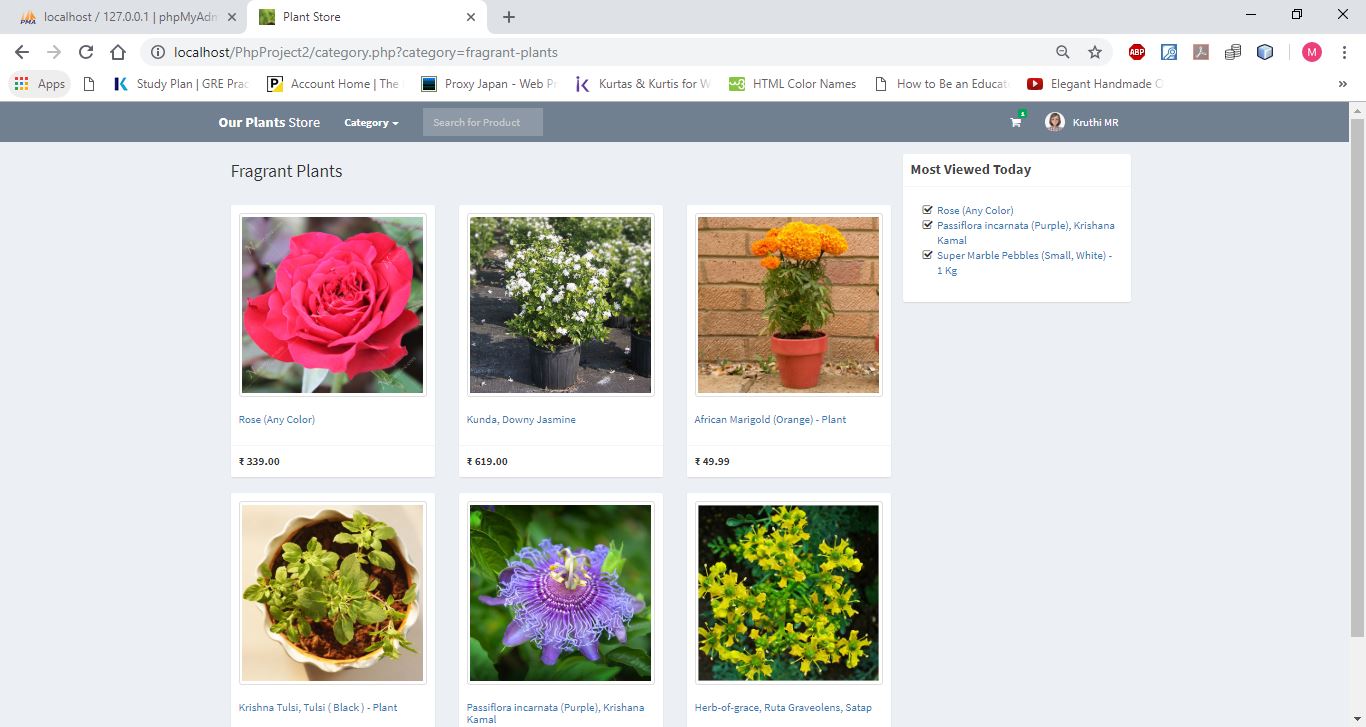 localhost / 127.0.0.1 | phpMyAdm
Plant Store
localhost/PhpProject2/category.php?category=fragrant-plants
ABP
M
Apps
Study Plan | GRE Prac
Account Home | The
Proxy Japan - Web Pr
Kurtas & Kurtis for W
HTML Color Names
How to Be an Educate
Elegant Handmade C
»
Our Plants Store
Category
Search for Product
1
Kruthi MR
Fragrant Plants
Rose (Any Color)
₹ 339.00
Kunda, Downy Jasmine
₹ 619.00
African Marigold (Orange) - Plant
₹ 49.99
Krishna Tulsi, Tulsi ( Black ) - Plant
Passiflora incarnata (Purple), Krishana
Kamal
Herb-of-grace, Ruta Graveolens, Satap
Most Viewed Today
Rose (Any Color)
Passiflora incarnata (Purple), Krishana
Kamal
Super Marble Pebbles (Small, White) -
1 Kg